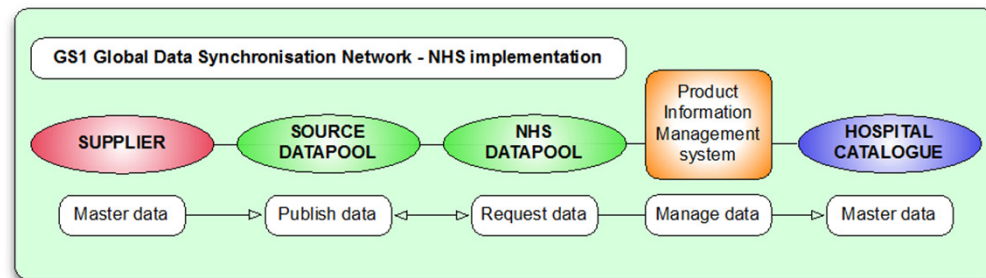 GS1 Global Data Synchronisation Network - NHS implementation
SUPPLIER
SOURCE
DATAPOOL
NHS
DATAPOOL
Product
Information
Management
system
HOSPITAL
CATALOGUE
Master data
Publish data
Request data
Manage data
Master data